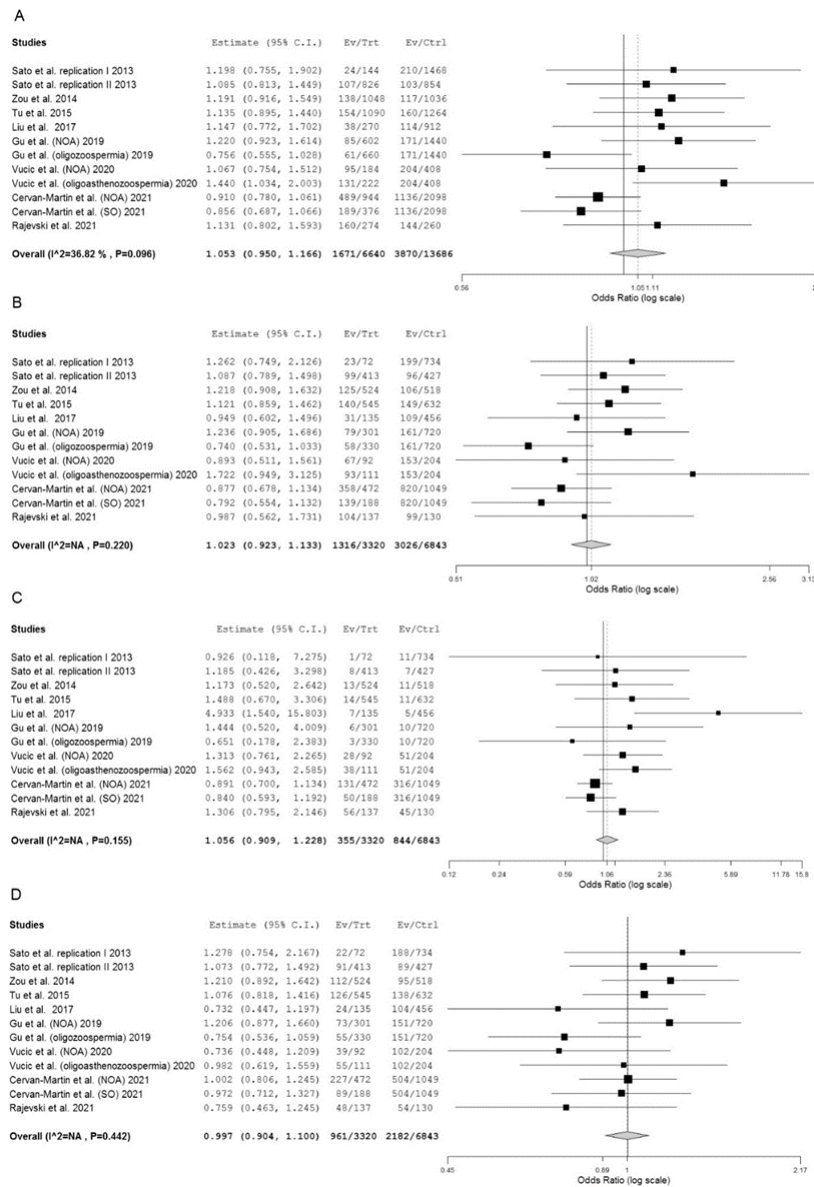 A
Studies Estimate (95% C.I.) Ev/Trt Ev/Ctrl
Sato et al. replication I 2013 1.198 (0.755, 1.902) 24/144 210/1468
Sato et al. replication II 2013 1.085 (0.813, 1.449) 107/826 103/854
Zou et al. 2014 1.191 (0.916, 1.549) 138/1048 117/1036
Tu et al. 2015 1.135 (0.895, 1.440) 154/1090 160/1264
Liu et al. 2017 1.147 (0.772, 1.702) 38/270 114/912
Gu et al. (NOA) 2019 1.220 (0.923, 1.614) 85/602 171/1440
Gu et al. (oligozoospermia) 2019 0.756 (0.555, 1.028) 61/660 171/1440
Vucic et al. (NOA) 2020 1.067 (0.754, 1.512) 95/184 204/408
Vucic et al. (oligoasthenozoospermia) 2020 1.440 (1.034, 2.003) 131/222 204/408
Cervan-Martin et al. (NOA) 2021 0.910 (0.780, 1.061) 489/944 1136/2098
Cervan-Martin et al. (SO) 2021 0.856 (0.687, 1.066) 189/376 1136/2098
Rajevski et al. 2021 1.131 (0.802, 1.593) 160/274 144/260
Overall (I^2=36.82 % , P=0.096) 1.053 (0.950, 1.166) 1671/6640 3870/13686
0.56 1.05 1.11 2
Odds Ratio (log scale)
B
Studies Estimate (95% C.I.) Ev/Trt Ev/Ctrl
Sato et al. replication I 2013 1.262 (0.749, 2.126) 23/72 199/734
Sato et al. replication II 2013 1.087 (0.789, 1.498) 99/413 96/427
Zou et al. 2014 1.218 (0.908, 1.632) 125/524 106/518
Tu et al. 2015 1.121 (0.859, 1.462) 140/545 149/632
Liu et al. 2017 0.949 (0.602, 1.496) 31/135 109/456
Gu et al. (NOA) 2019 1.236 (0.905, 1.686) 79/301 161/720
Gu et al. (oligozoospermia) 2019 0.740 (0.531, 1.033) 58/330 161/720
Vucic et al. (NOA) 2020 0.893 (0.511, 1.561) 67/92 153/204
Vucic et al. (oligoasthenozoospermia) 2020 1.722 (0.949, 3.125) 93/111 153/204
Cervan-Martin et al. (NOA) 2021 0.877 (0.678, 1.134) 358/472 820/1049
Cervan-Martin et al. (SO) 2021 0.792 (0.554, 1.132) 139/188 820/1049
Rajevski et al. 2021 0.987 (0.562, 1.731) 104/137 99/130
Overall (I^2=NA , P=0.220) 1.023 (0.923, 1.133) 1316/3320 3026/6843
0.51 1.02 2.56 3.13
Odds Ratio (log scale)
C
Studies Estimate (95% C.I.) Ev/Trt Ev/Ctrl
Sato et al. replication I 2013 0.926 (0.118, 7.275) 1/72 11/734
Sato et al. replication II 2013 1.185 (0.426, 3.298) 8/413 7/427
Zou et al. 2014 1.173 (0.520, 2.642) 13/524 11/518
Tu et al. 2015 1.488 (0.670, 3.306) 14/545 11/632
Liu et al. 2017 4.933 (1.540, 15.803) 7/135 5/456
Gu et al. (NOA) 2019 1.444 (0.520, 4.009) 6/301 10/720
Gu et al. (oligozoospermia) 2019 0.651 (0.178, 2.383) 3/330 10/720
Vucic et al. (NOA) 2020 1.313 (0.761, 2.265) 28/92 51/204
Vucic et al. (oligoasthenozoospermia) 2020 1.562 (0.943, 2.585) 38/111 51/204
Cervan-Martin et al. (NOA) 2021 0.891 (0.700, 1.134) 131/472 316/1049
Cervan-Martin et al. (SO) 2021 0.840 (0.593, 1.192) 50/188 316/1049
Rajevski et al. 2021 1.306 (0.795, 2.146) 56/137 45/130
Overall (I^2=NA , P=0.155) 1.056 (0.909, 1.228) 355/3320 844/6843
0.12 0.24 0.59 1.06 2.36 5.89 11.78 15.8
Odds Ratio (log scale)
D
Studies Estimate (95% C.I.) Ev/Trt Ev/Ctrl
Sato et al. replication I 2013 1.278 (0.754, 2.167) 22/72 188/734
Sato et al. replication II 2013 1.073 (0.772, 1.492) 91/413 89/427
Zou et al. 2014 1.210 (0.892, 1.642) 112/524 95/518
Tu et al. 2015 1.076 (0.818, 1.416) 126/545 138/632
Liu et al. 2017 0.732 (0.447, 1.197) 24/135 104/456
Gu et al. (NOA) 2019 1.206 (0.877, 1.660) 73/301 151/720
Gu et al. (oligozoospermia) 2019 0.754 (0.536, 1.059) 55/330 151/720
Vucic et al. (NOA) 2020 0.736 (0.448, 1.209) 39/92 102/204
Vucic et al. (oligoasthenozoospermia) 2020 0.982 (0.619, 1.559) 55/111 102/204
Cervan-Martin et al. (NOA) 2021 1.002 (0.806, 1.245) 227/472 504/1049
Cervan-Martin et al. (SO) 2021 0.972 (0.712, 1.327) 89/188 504/1049
Rajevski et al. 2021 0.759 (0.463, 1.245) 48/137 54/130
Overall (I^2=NA , P=0.442) 0.997 (0.904, 1.100) 961/3320 2182/6843
0.45 0.89 1 2.17
Odds Ratio (log scale)